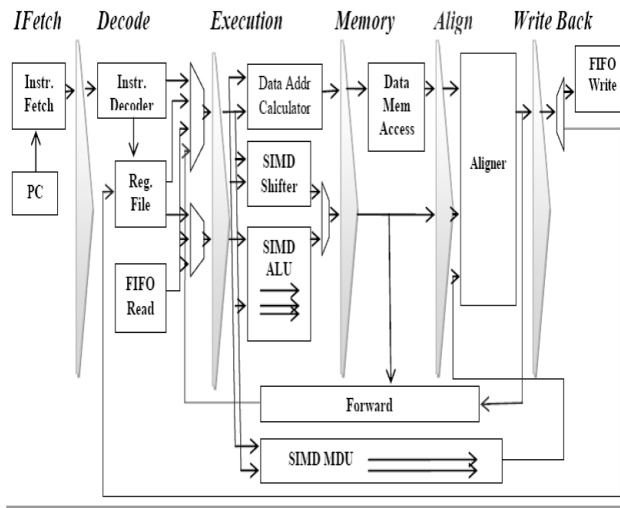 IFetch Decode Execution Memory Align Write Back
Instr.
Fetch
PC
Instr.
Decoder
Reg.
File
FIFO
Read
Data Addr
Calculator
SIMD
Shifter
SIMD
ALU
Data
Mem
Access
Aligner
FIFO
Write
Forward
SIMD MDU